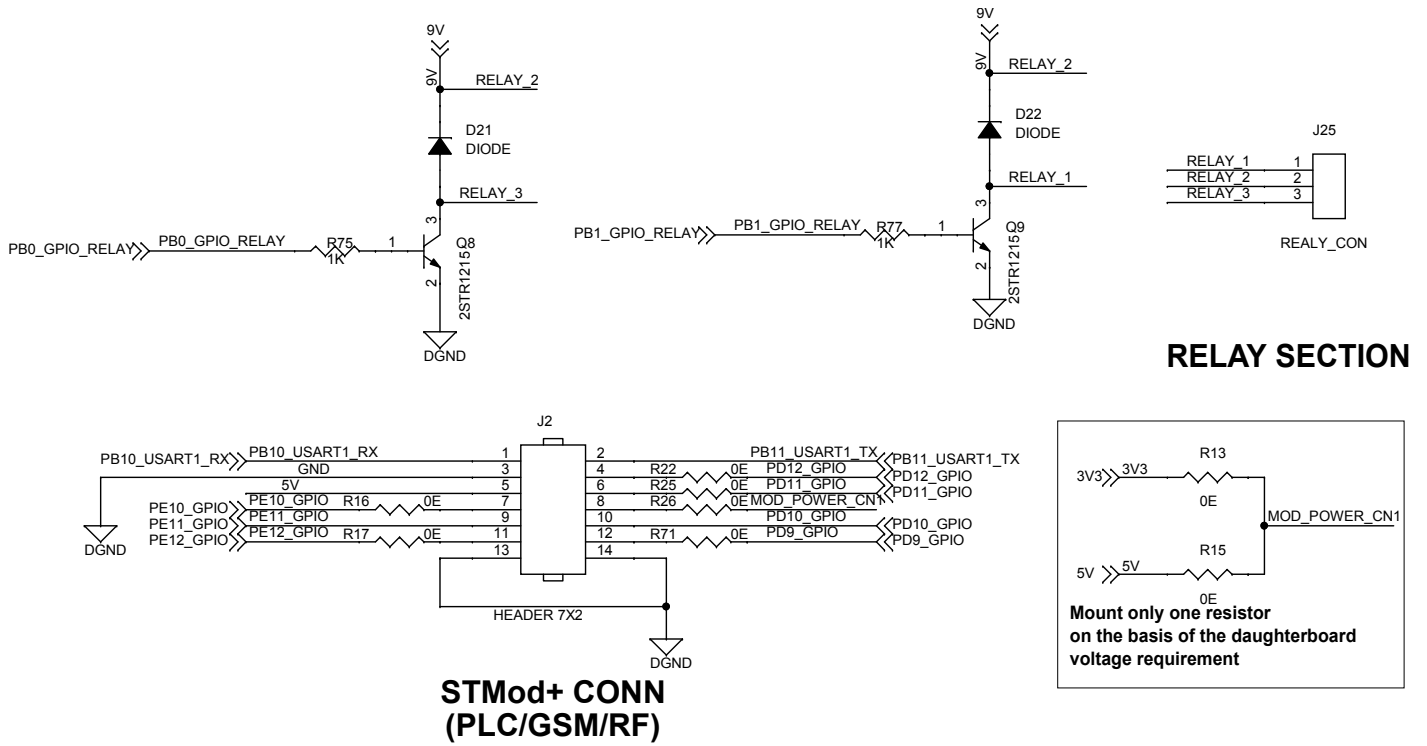 9V
9V
RELAY_2
D21
DIODE
RELAY_3
3
PB0_GPIO_RELAY
PB0_GPIO_RELAY
R75
1K
1
Q8
2STR1215
2
DGND
9V
9V
RELAY_2
D22
DIODE
RELAY_1
3
PB1_GPIO_RELAY
PB1_GPIO_RELAY
R77
1K
1
Q9
2STR1215
2
DGND
J25
RELAY_1 1
RELAY_2 2
RELAY_3 3
REALY_CON
RELAY SECTION
J2
PB10_USART1_RX PB10_USART1_RX 1
GND 3
5V 5
PE10_GPIO PE10_GPIO R16 0E 7
PE11_GPIO PE11_GPIO 9
PE12_GPIO PE12_GPIO R17 0E 11
13
DGND
2 PB11_USART1_TX PB11_USART1_TX
4 R22 0E PD12_GPIO PD12_GPIO
6 R25 0E PD11_GPIO PD11_GPIO
8 R26 0E MOD_POWER_CN1
10 PD10_GPIO PD10_GPIO
12 R71 0E PD9_GPIO PD9_GPIO
14
HEADER 7X2
DGND
STMod+ CONN
(PLC/GSM/RF)
3V3 3V3 R13
0E
MOD_POWER_CN1
5V 5V R15
0E
Mount only one resistor
on the basis of the daughterboard
voltage requirement